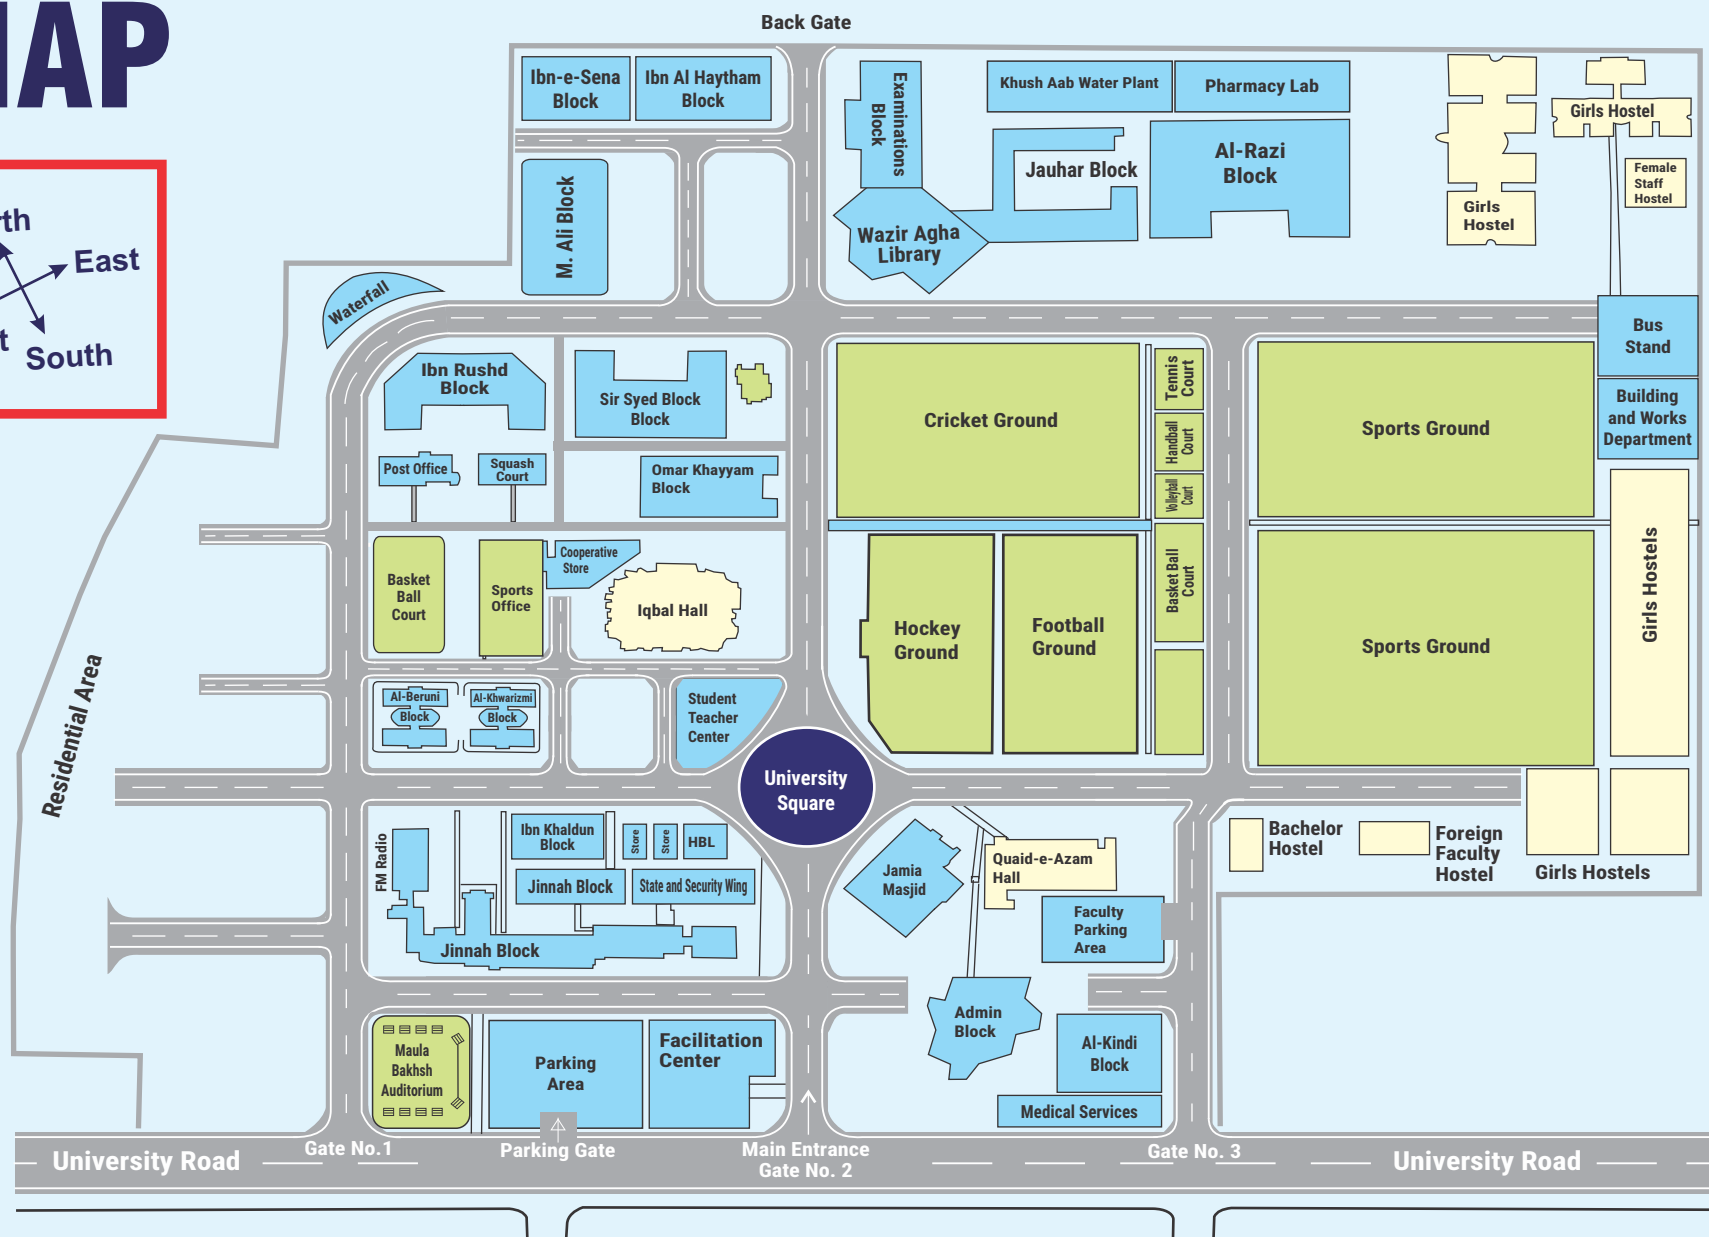 MAP
Back Gate
Ibn-e-Sena
Block
Ibn Al Haytham
Block
Examinations
Block
Khush Aab Water Plant
Pharmacy Lab
Girls Hostel
Jauhar Block
Al-Razi
Block
Female
Staff
Hostel
M. Ali Block
Girls
Hostel
Wazir Agha
Library
East
South
Waterfall
Bus
Stand
Ibn Rushd
Block
Sir Syed Block
Block
Cricket Ground
Tennis
Court
Handball
Court
Volleyball
Court
Sports Ground
Building
and Works
Department
Post Office
Squash
Court
Omar Khayyam
Block
Basket
Ball
Court
Sports
Office
Cooperative
Store
Iqbal Hall
Hockey
Ground
Football
Ground
Basket Ball
Court
Sports Ground
Girls Hostels
Residential Area
Al-Beruni
Block
Al-Khwarizmi
Block
Student
Teacher
Center
University
Square
FM Radio
Ibn Khaldun
Block
Store
Store
HBL
Jinnah Block
State and Security Wing
Jinnah Block
Jamia
Masjid
Quaid-e-Azam
Hall
Faculty
Parking
Area
Bachelor
Hostel
Foreign
Faculty
Hostel
Girls Hostels
Maula
Bakhsh
Auditorium
Parking
Area
Facilitation
Center
Admin
Block
Al-Kindi
Block
Medical Services
University Road
Gate No.1
Parking Gate
Main Entrance
Gate No. 2
Gate No. 3
University Road